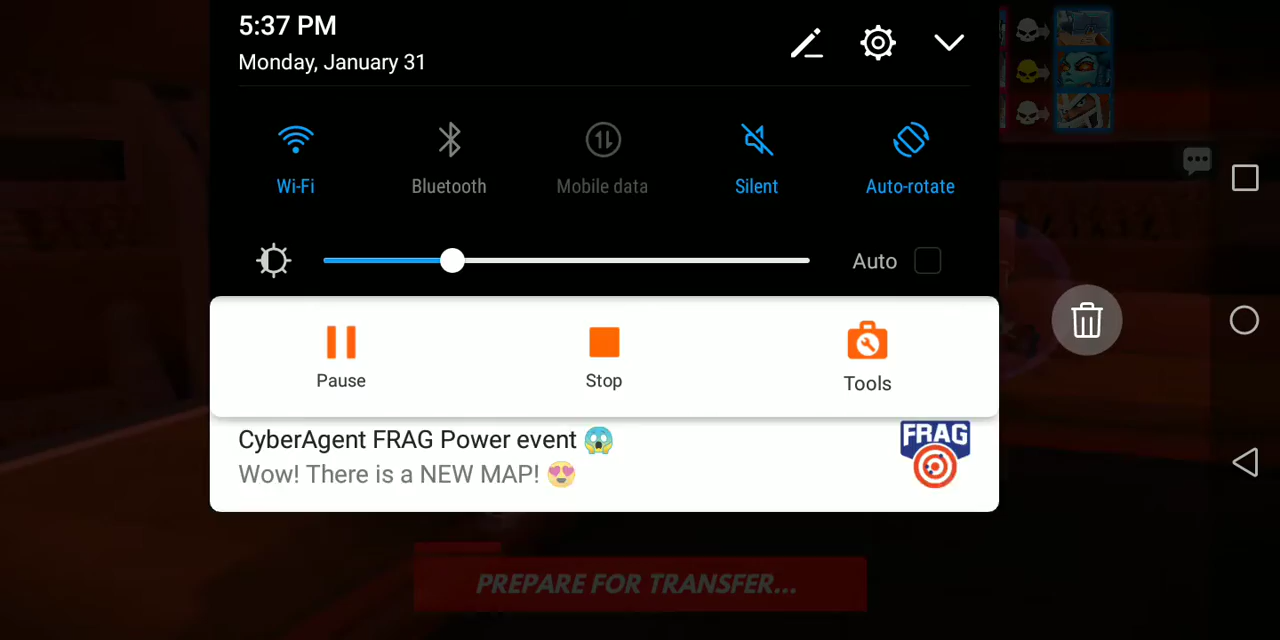 5:37 PM
Monday, January 31
Wi-Fi
Bluetooth
Mobile data
Silent
Auto-rotate
Auto
Pause
Stop
Tools
CyberAgent FRAG Power event 😱
Wow! There is a NEW MAP! 😍
FRAG
PREPARE FOR TRANSFER...